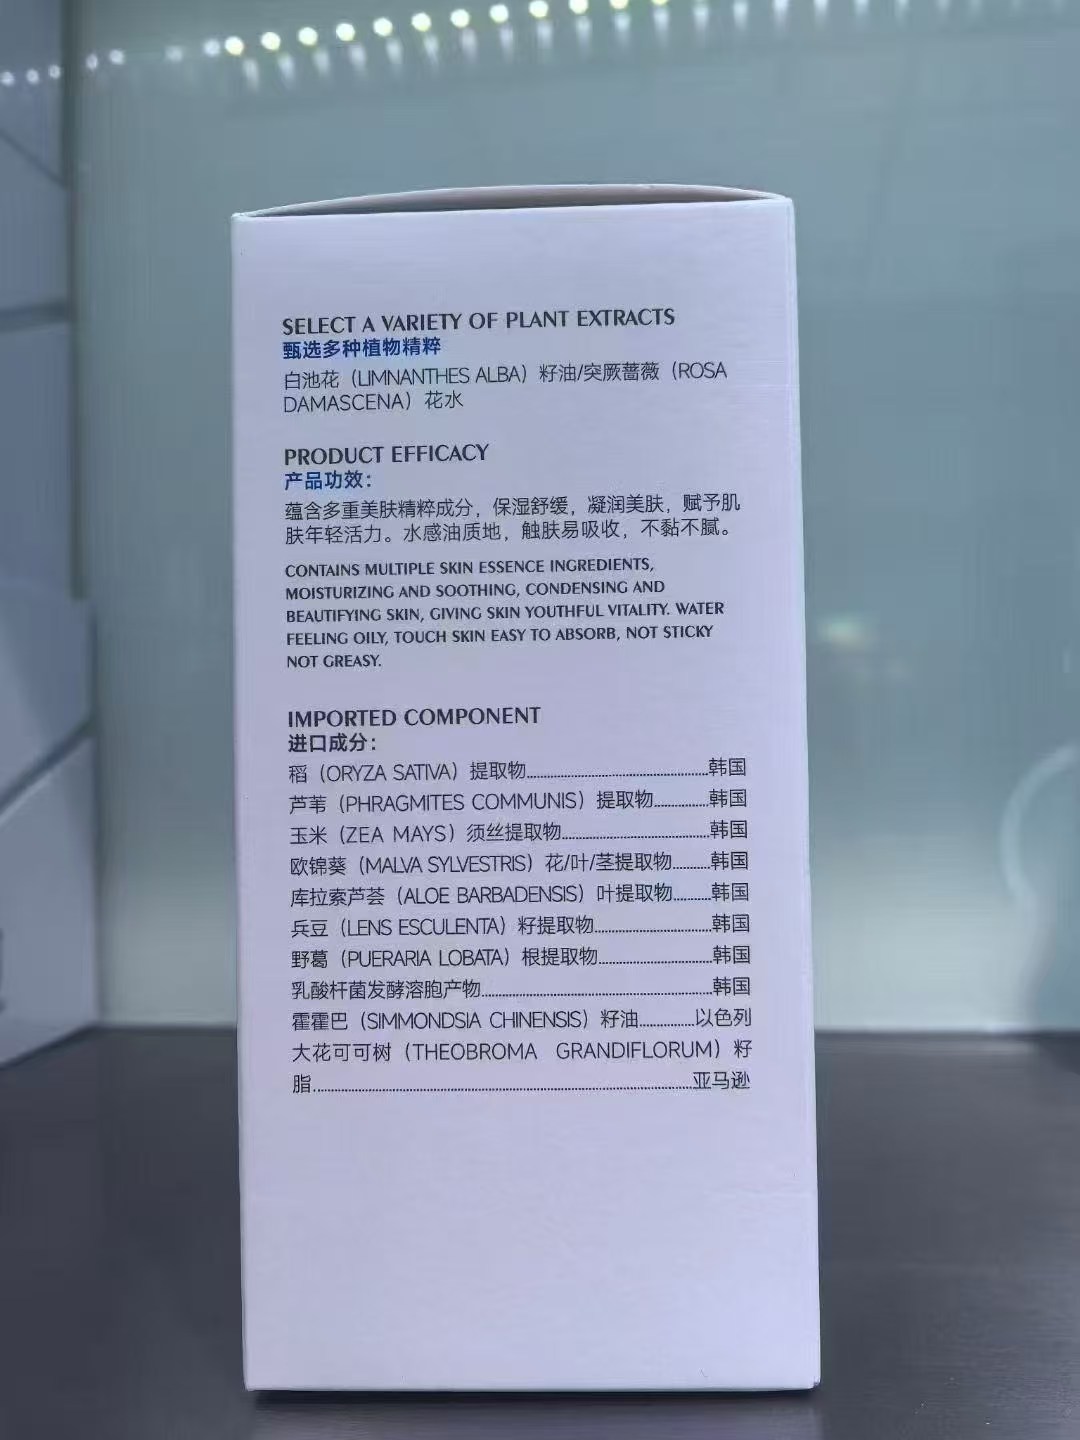 SELECT A VARIETY OF PLANT EXTRACTS
甄选多种植物精粹
白池花（LIMNANTHES ALBA）籽油/突厥蔷薇（ROSA
DAMASCENA）花水
PRODUCT EFFICACY
产品功效：
蕴含多重美肤精粹成分，保湿舒缓，凝润美肤，赋予肌
肤年轻活力。水感油质地，触肤易吸收，不黏不腻。
CONTAINS MULTIPLE SKIN ESSENCE INGREDIENTS,
MOISTURIZING AND SOOTHING, CONDENSING AND
BEAUTIFYING SKIN, GIVING SKIN YOUTHFUL VITALITY. WATER
FEELING OILY, TOUCH SKIN EASY TO ABSORB, NOT STICKY
NOT GREASY.
IMPORTED COMPONENT
进口成分：
稻（ORYZA SATIVA）提取物........................韩国
芦苇（PHRAGMITES COMMUNIS）提取物........韩国
玉米（ZEA MAYS）须丝提取物....................韩国
欧锦葵（MALVA SYLVESTRIS）花/叶/茎提取物......韩国
库拉索芦荟（ALOE BARBADENSIS）叶提取物......韩国
兵豆（LENS ESCULENTA）籽提取物................韩国
野葛（PUERARIA LOBATA）根提取物................韩国
乳酸杆菌发酵溶胞产物................................韩国
霍霍巴（SIMMONDSIA CHINENSIS）籽油........以色列
大花可可树（THEOBROMA GRANDIFLORUM）籽
脂........................................................亚马逊